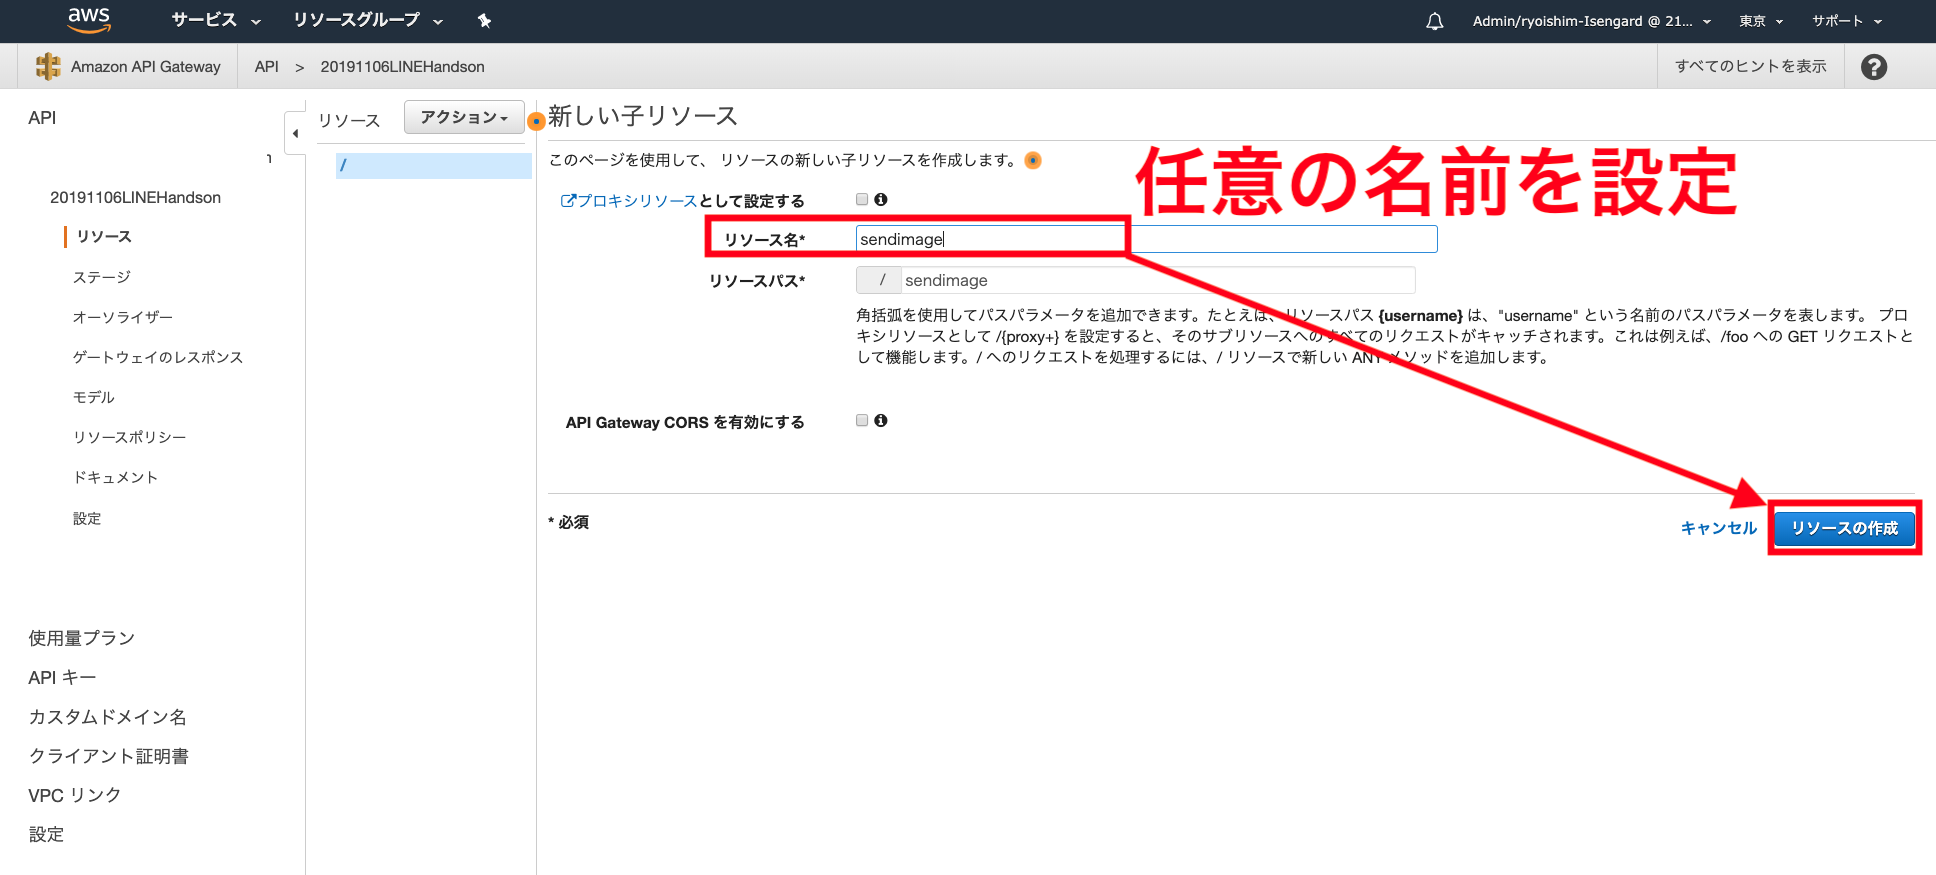 aws サービス リソースグループ Admin/ryoishim-Isengard @ 21... 東京 サポート
Amazon API Gateway API > 20191106LINEHandson すべてのヒントを表示 ?
API
20191106LINEHandson
リソース
ステージ
オーソライザー
ゲートウェイのレスポンス
モデル
リソースポリシー
ドキュメント
設定
使用量プラン
API キー
カスタムドメイン名
クライアント証明書
VPC リンク
設定
リソース アクション
/
新しい子リソース
このページを使用して、 リソースの新しい子リソースを作成します。
任意の名前を設定
プロキシリソースとして設定する
リソース名* sendimage
リソースパス* / sendimage
角括弧を使用してパスパラメータを追加できます。たとえば、リソースパス {username} は、"username" という名前のパスパラメータを表します。 プロ
キシリソースとして /{proxy+} を設定すると、そのサブリソースへのすべてのリクエストがキャッチされます。これは例えば、/foo への GET リクエストと
して機能します。/ へのリクエストを処理するには、/ リソースで新しい ANY メソッドを追加します。
API Gateway CORS を有効にする
* 必須
キャンセル リソースの作成